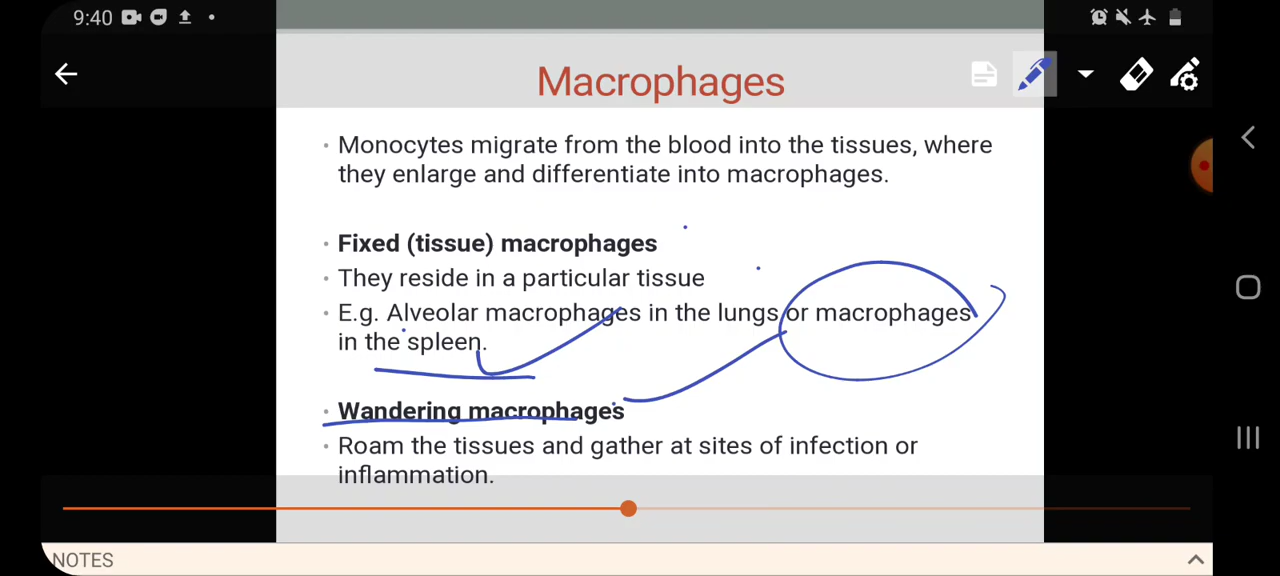 9:40
Macrophages
• Monocytes migrate from the blood into the tissues, where
they enlarge and differentiate into macrophages.
• Fixed (tissue) macrophages
• They reside in a particular tissue
• E.g. Alveolar macrophages in the lungs or macrophages
in the spleen.
• Wandering macrophages
• Roam the tissues and gather at sites of infection or
inflammation.
NOTES